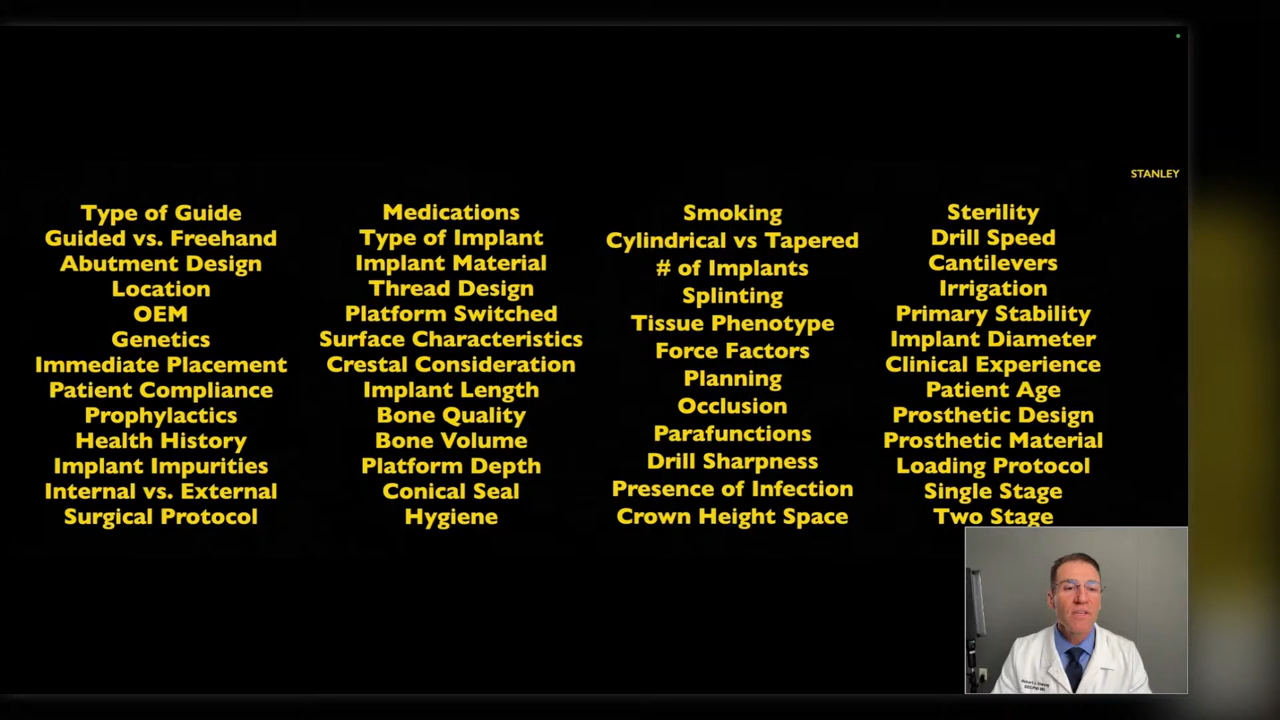 STANLEY
Type of Guide
Guided vs. Freehand
Abutment Design
Location
OEM
Genetics
Immediate Placement
Patient Compliance
Prophylactics
Health History
Implant Impurities
Internal vs. External
Surgical Protocol
Medications
Type of Implant
Implant Material
Thread Design
Platform Switched
Surface Characteristics
Crestal Consideration
Implant Length
Bone Quality
Bone Volume
Platform Depth
Conical Seal
Hygiene
Smoking
Cylindrical vs Tapered
# of Implants
Splinting
Tissue Phenotype
Force Factors
Planning
Occlusion
Parafunctions
Drill Sharpness
Presence of Infection
Crown Height Space
Sterility
Drill Speed
Cantilevers
Irrigation
Primary Stability
Implant Diameter
Clinical Experience
Patient Age
Prosthetic Design
Prosthetic Material
Loading Protocol
Single Stage
Two Stage